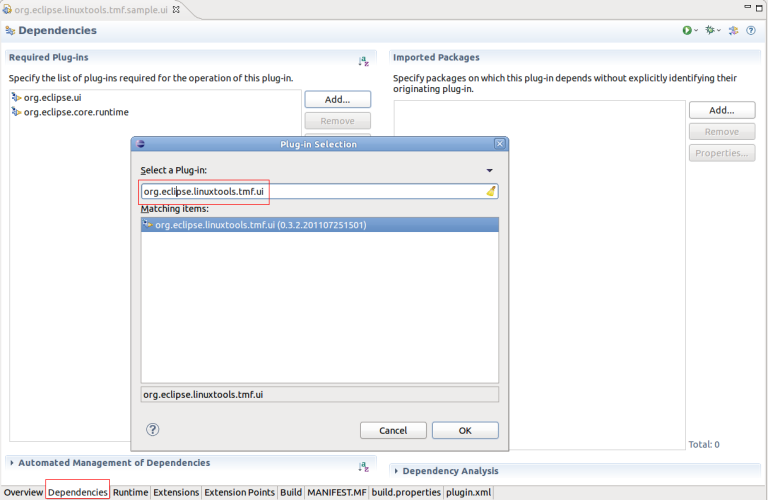 org.eclipse.linuxtools.tmf.sample.ui
Dependencies
Required Plug-ins
Specify the list of plug-ins required for the operation of this plug-in.
org.eclipse.ui
org.eclipse.core.runtime
Add...
Remove
Imported Packages
Specify packages on which this plug-in depends without explicitly identifying their
originating plug-in.
Add...
Remove
Properties...
Total: 0
Plug-in Selection
Select a Plug-in:
org.eclipse.linuxtools.tmf.ui
Matching items:
org.eclipse.linuxtools.tmf.ui (0.3.2.201107251501)
org.eclipse.linuxtools.tmf.ui
Cancel
OK
Automated Management of Dependencies
Dependency Analysis
Overview Dependencies Runtime Extensions Extension Points Build MANIFEST.MF build.properties plugin.xml